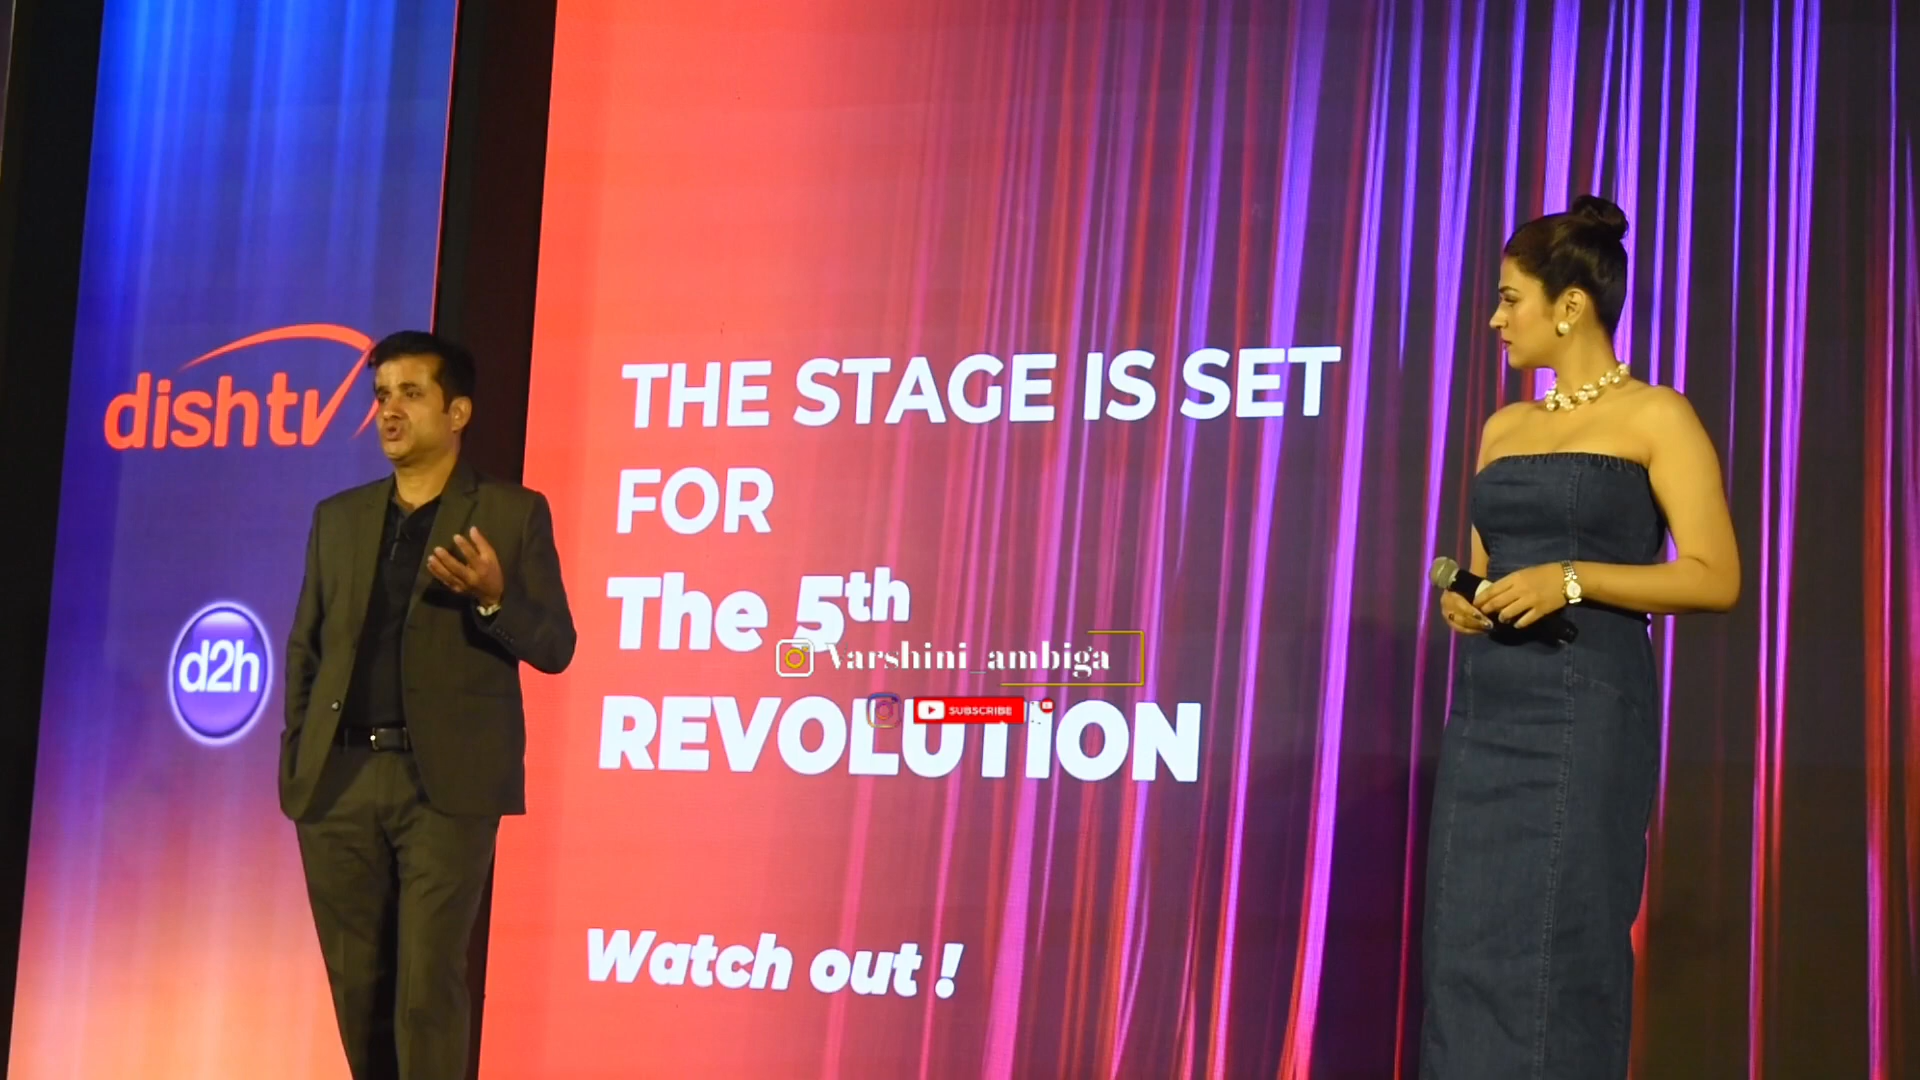 dishtv
d2h
THE STAGE IS SET
FOR
The 5th
REVOLUTION
Watch out !
Varshini_ambiga
SUBSCRIBE